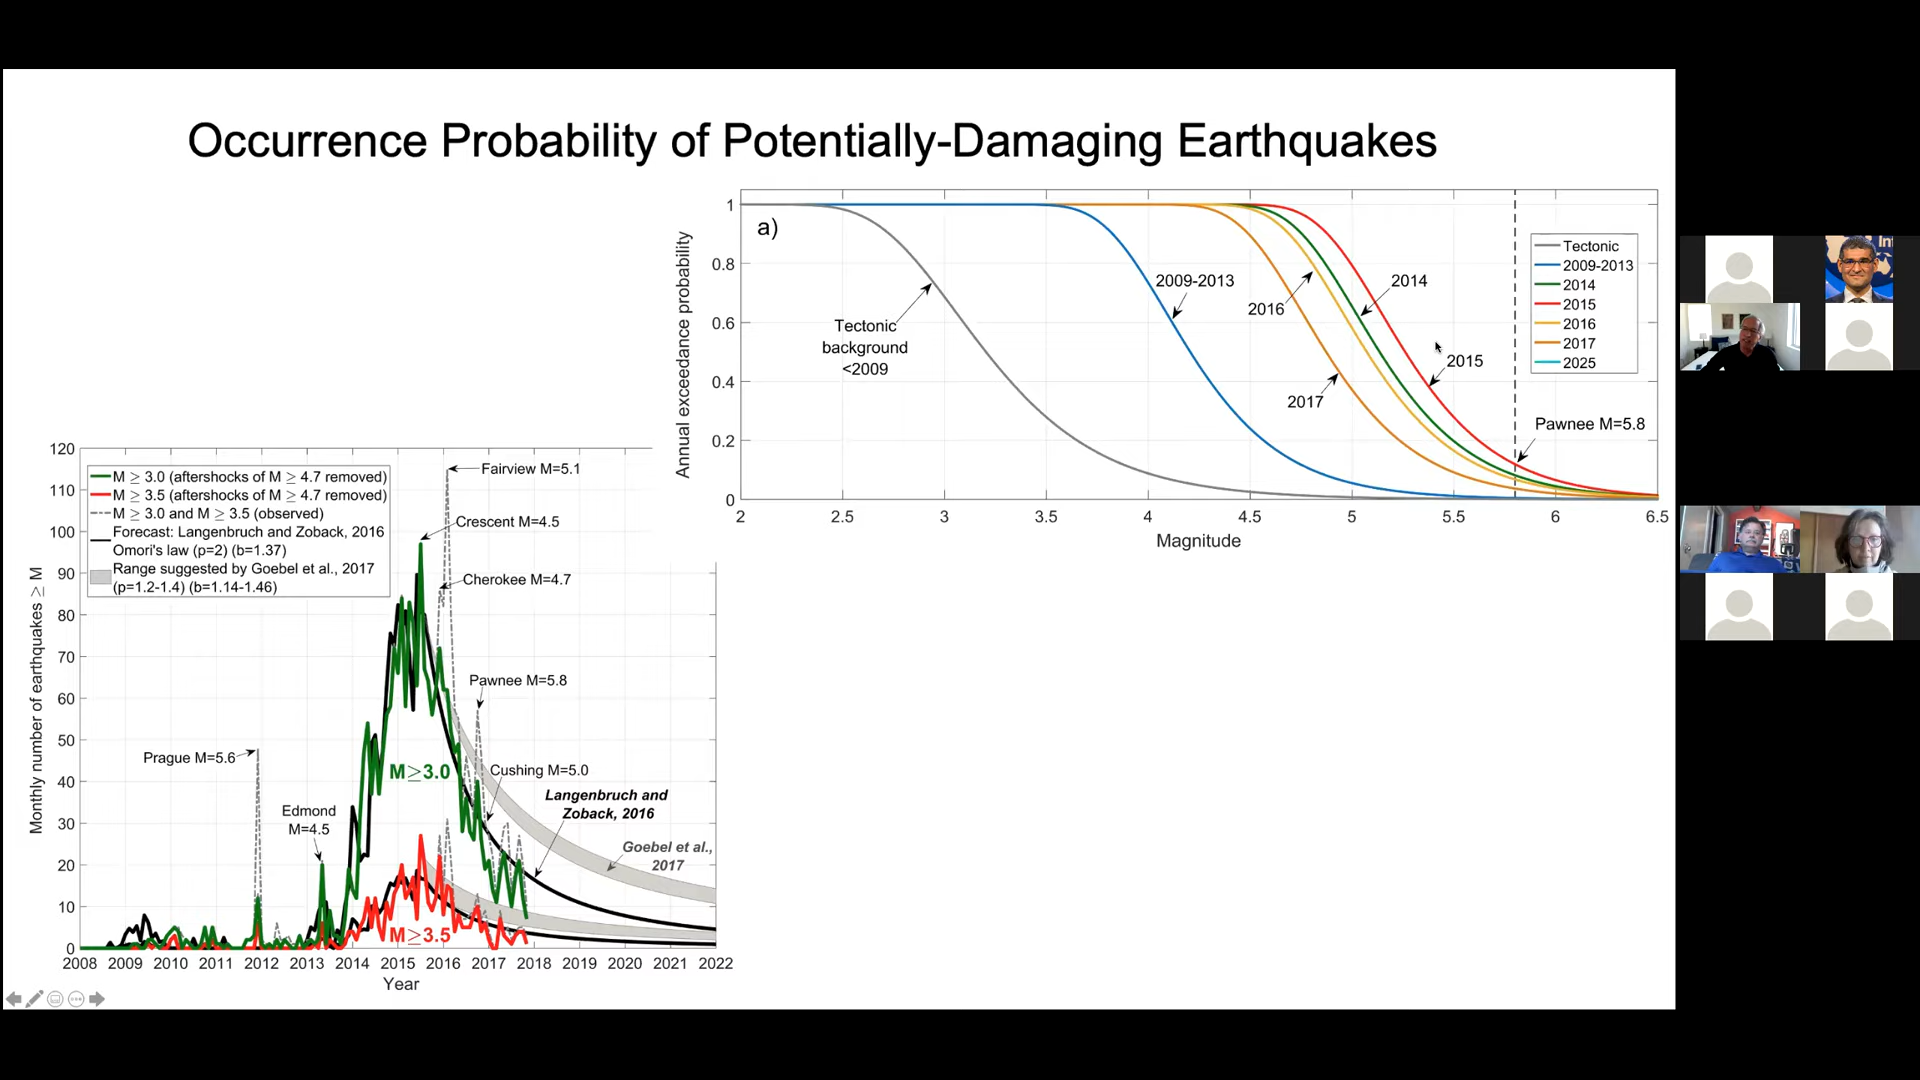 Occurrence Probability of Potentially-Damaging Earthquakes
a)
Annual exceedance probability
1
0.8
0.6
0.4
0.2
0
2
2.5
3
3.5
4
4.5
5
5.5
6
6.5
Magnitude
Tectonic
background
<2009
2009-2013
2016
2014
2017
2015
Pawnee M=5.8
Tectonic
2009-2013
2014
2015
2016
2017
2025
Monthly number of earthquakes ≥ M
120
110
100
90
80
70
60
50
40
30
20
10
0
2008
2009
2010
2011
2012
2013
2014
2015
2016
2017
2018
2019
2020
2021
2022
Year
M ≥ 3.0 (aftershocks of M ≥ 4.7 removed)
M ≥ 3.5 (aftershocks of M ≥ 4.7 removed)
M ≥ 3.0 and M ≥ 3.5 (observed)
Forecast: Langenbruch and Zoback, 2016
Omori's law (p=2) (b=1.37)
Range suggested by Goebel et al., 2017
(p=1.2-1.4) (b=1.14-1.46)
Fairview M=5.1
Crescent M=4.5
Cherokee M=4.7
Pawnee M=5.8
Prague M=5.6
Cushing M=5.0
M≥3.0
Langenbruch and
Zoback, 2016
Edmond
M=4.5
Goebel et al.,
2017
M≥3.5